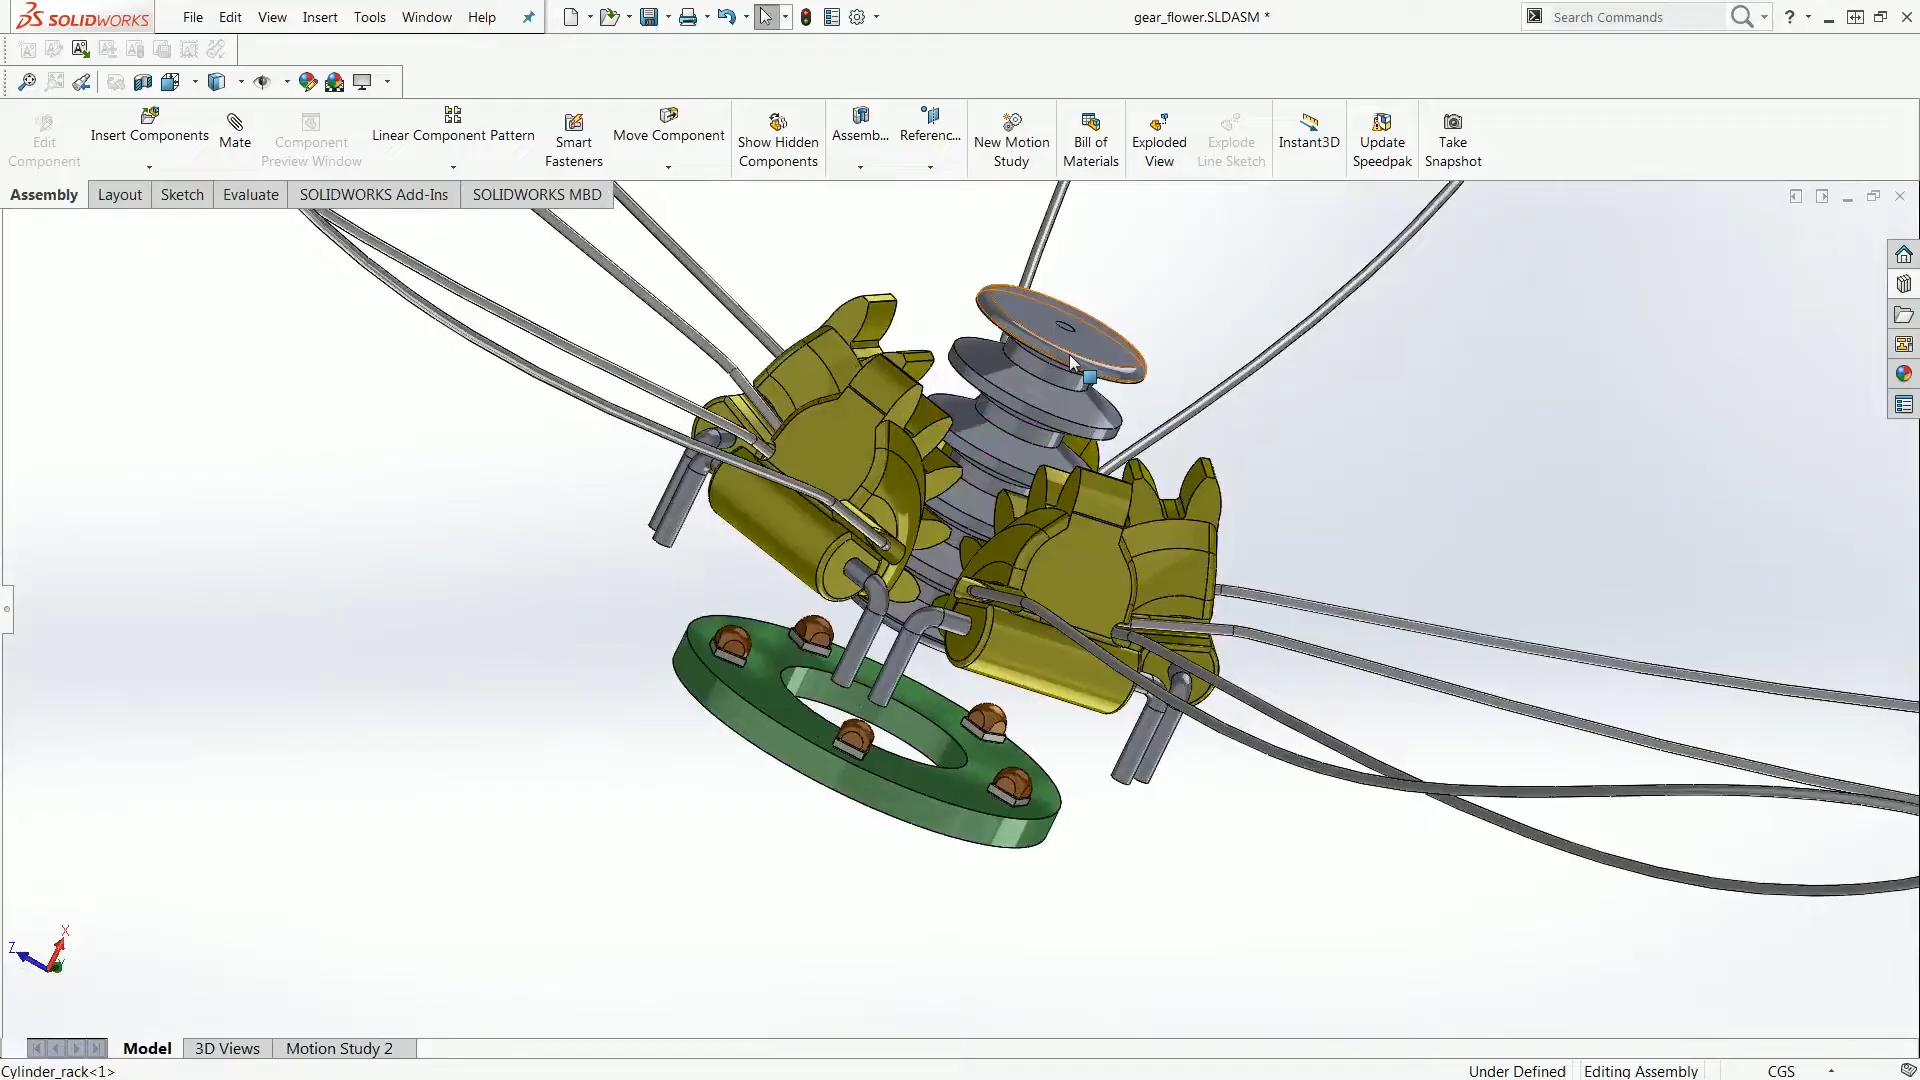 SOLIDWORKS File Edit View Insert Tools Window Help gear_flower.SLDASM * Search Commands ?
Edit Component Insert Components Mate Component Preview Window Linear Component Pattern Smart Fasteners Move Component Show Hidden Components Assemb... Referenc... New Motion Study Bill of Materials Exploded View Explode Line Sketch Instant3D Update Speedpak Take Snapshot
Assembly Layout Sketch Evaluate SOLIDWORKS Add-Ins SOLIDWORKS MBD
X
Z
Model 3D Views Motion Study 2
Cylinder_rack<1> Under Defined Editing Assembly CGS